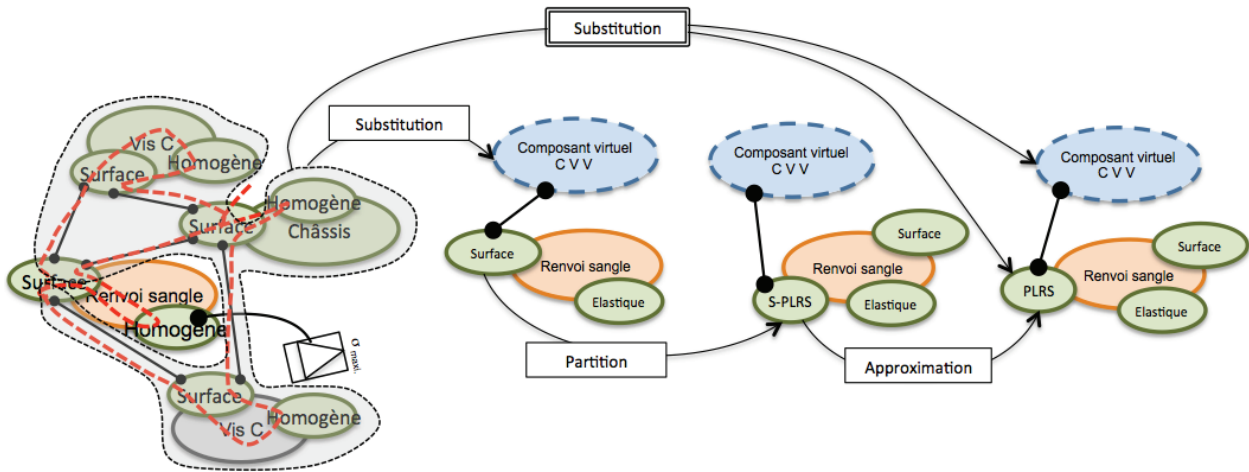 Substitution
Substitution
Vis C
Homogène
Surface
Homogène
Surface
Châssis
Surface
Renvoi sangle
Homogène
σ maxi.
Surface
Homogène
Vis C
Composant virtuel
C V V
Surface
Renvoi sangle
Elastique
Partition
Composant virtuel
C V V
Surface
Renvoi sangle
S-PLRS
Elastique
Approximation
Composant virtuel
C V V
Surface
Renvoi sangle
PLRS
Elastique